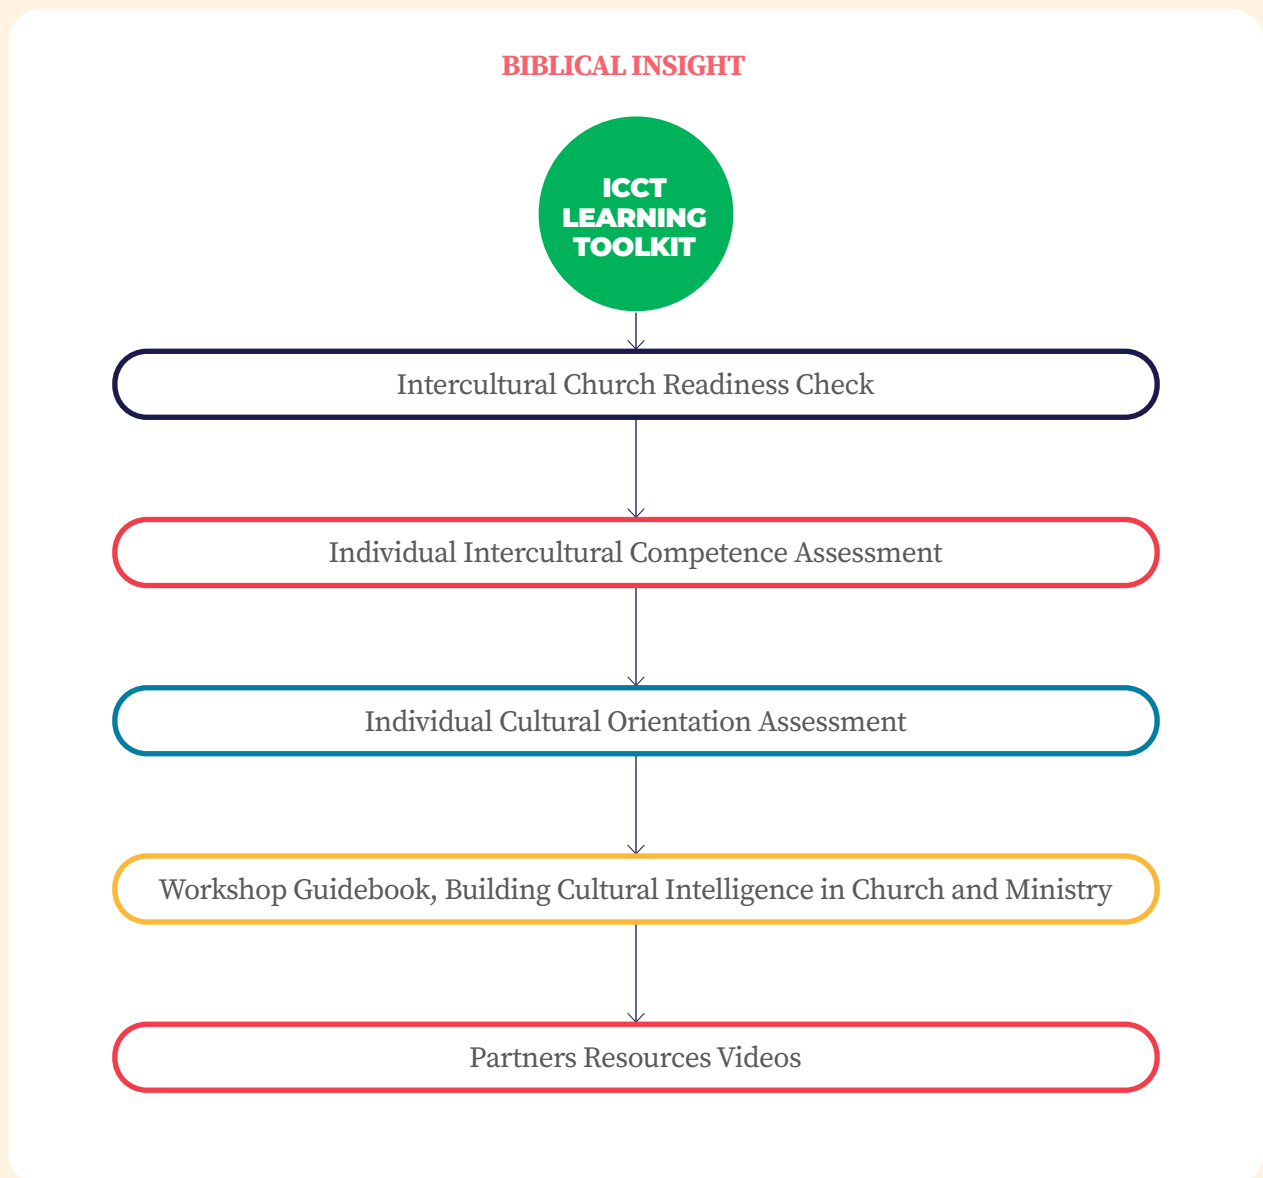 BIBLICAL INSIGHT
ICCT
LEARNING
TOOLKIT
Intercultural Church Readiness Check
Individual Intercultural Competence Assessment
Individual Cultural Orientation Assessment
Workshop Guidebook, Building Cultural Intelligence in Church and Ministry
Partners Resources Videos